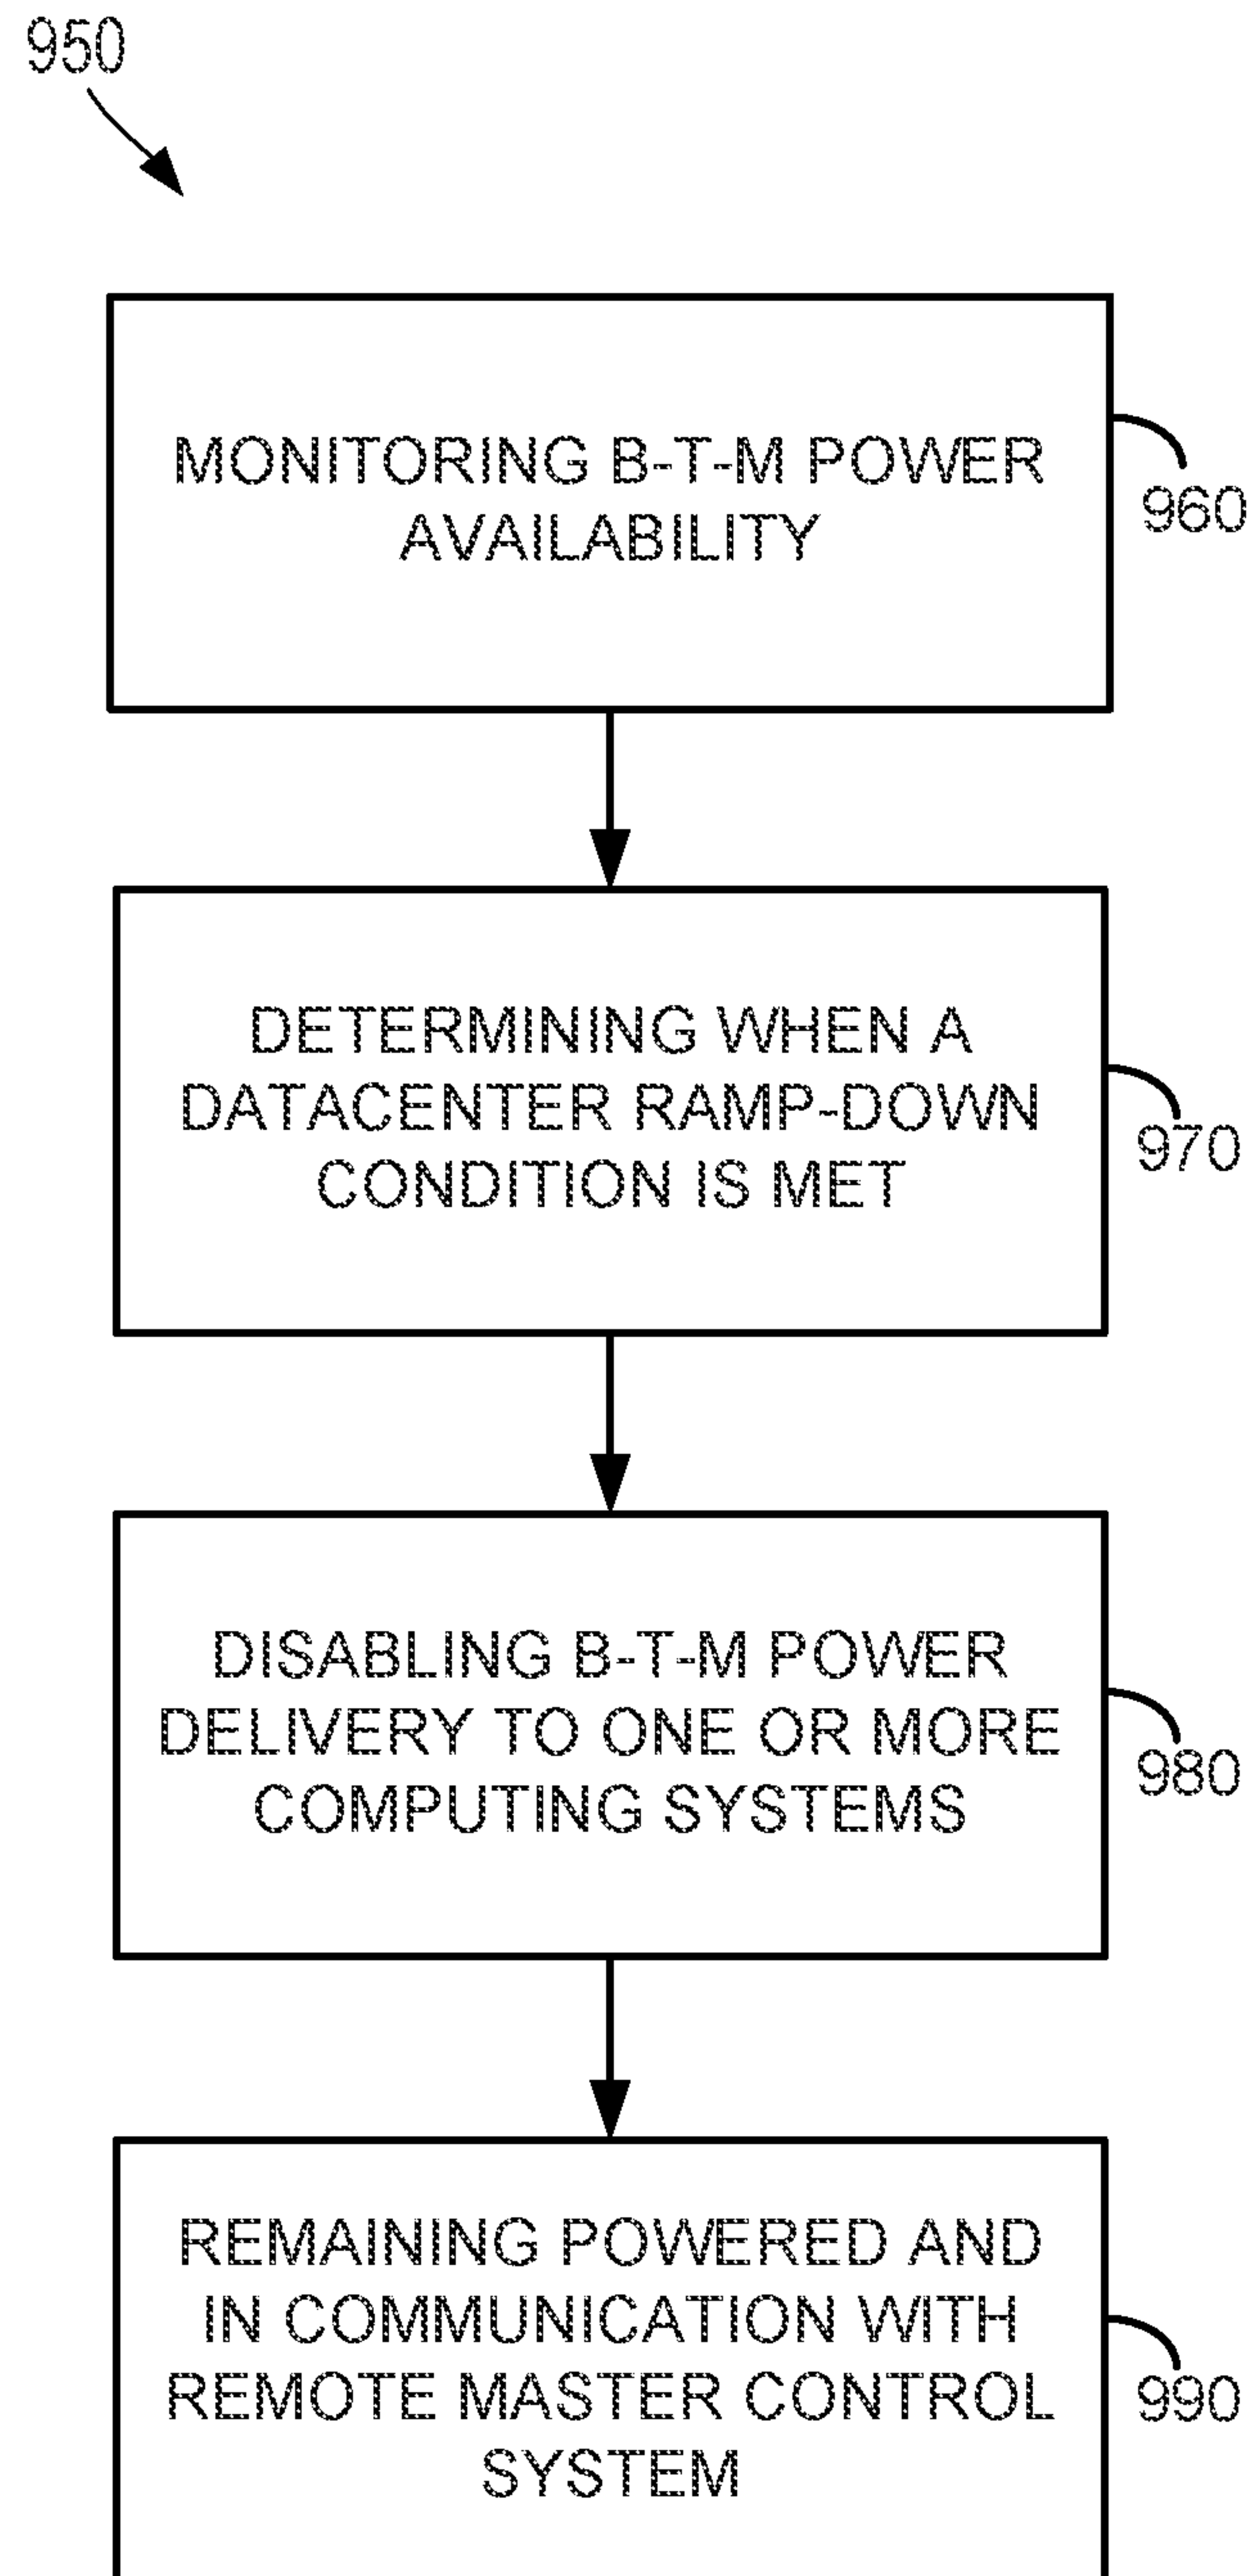 950
MONITORING B-T-M POWER
AVAILABILITY
960
DETERMINING WHEN A
DATACENTER RAMP-DOWN
CONDITION IS MET
970
DISABLING B-T-M POWER
DELIVERY TO ONE OR MORE
COMPUTING SYSTEMS
980
REMAINING POWERED AND
IN COMMUNICATION WITH
REMOTE MASTER CONTROL
SYSTEM
990